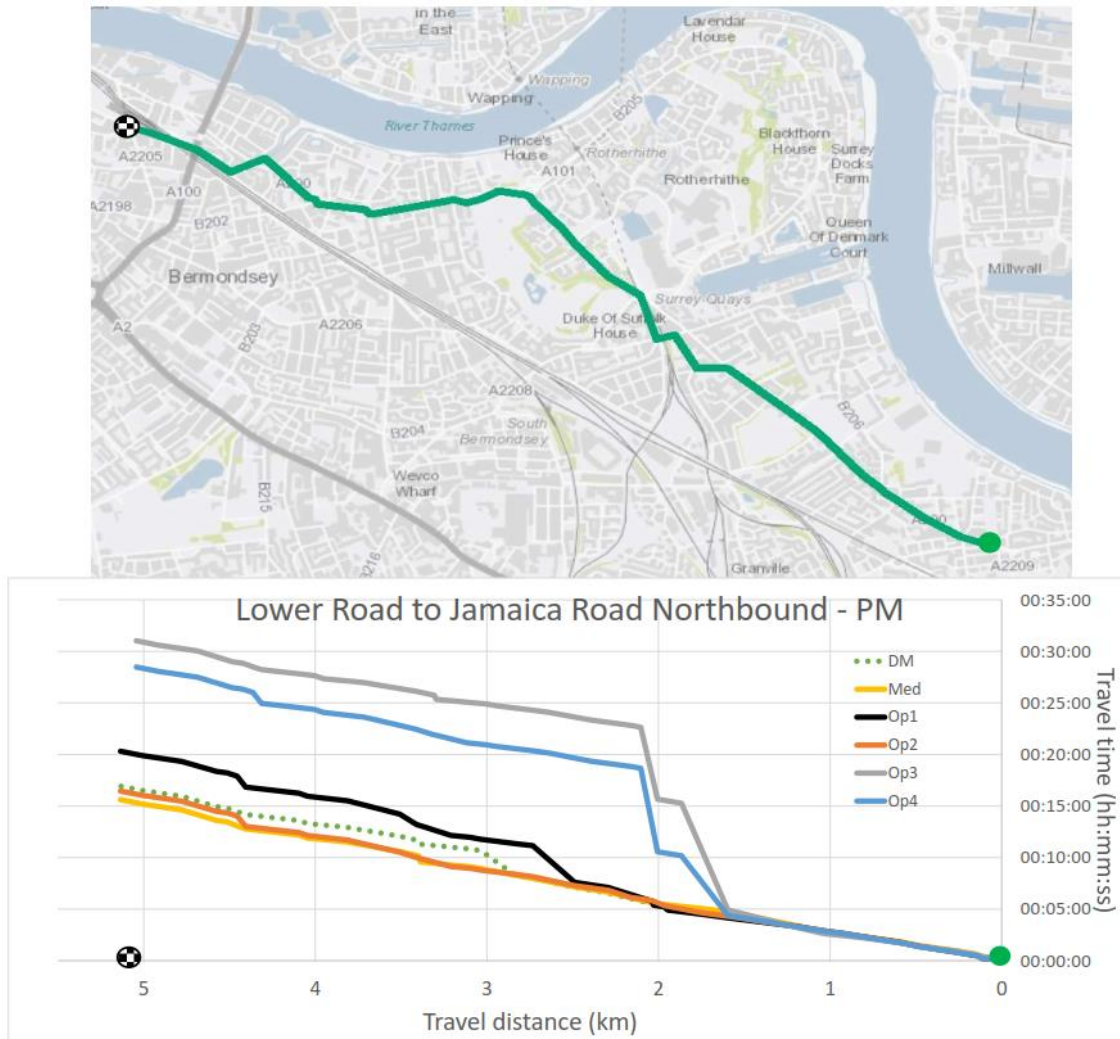 in the
East
Lavendar
House
Wapping
Wapping
River Thames
B205
Prince's
House
Rotherhithe
Blackthorn
House
Surrey
Docks
Farm
A2205
A101
A100
A200
Rotherhithe
A2198
B202
Queen
Of Denmark
Court
Bermondsey
Millwall
Surrey Quays
A2
B203
A2206
Duke Of Suffolk
House
A2208
South
Bermondsey
B206
B204
Wevco
Wharf
B215
A200
B216
Granville
A2209
Lower Road to Jamaica Road Northbound - PM
00:35:00
00:30:00
00:25:00
00:20:00
00:15:00
00:10:00
00:05:00
00:00:00
Travel time (hh:mm:ss)
DM
Med
Op1
Op2
Op3
Op4
5 4 3 2 1 0
Travel distance (km)